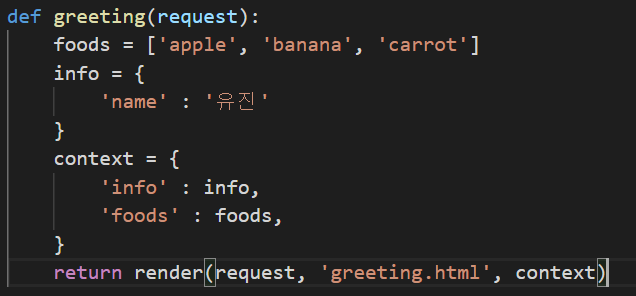 def greeting(request):
    foods = ['apple', 'banana', 'carrot']
    info = {
        'name' : '유진'
    }
    context = {
        'info' : info,
        'foods' : foods,
    }
    return render(request, 'greeting.html', context)